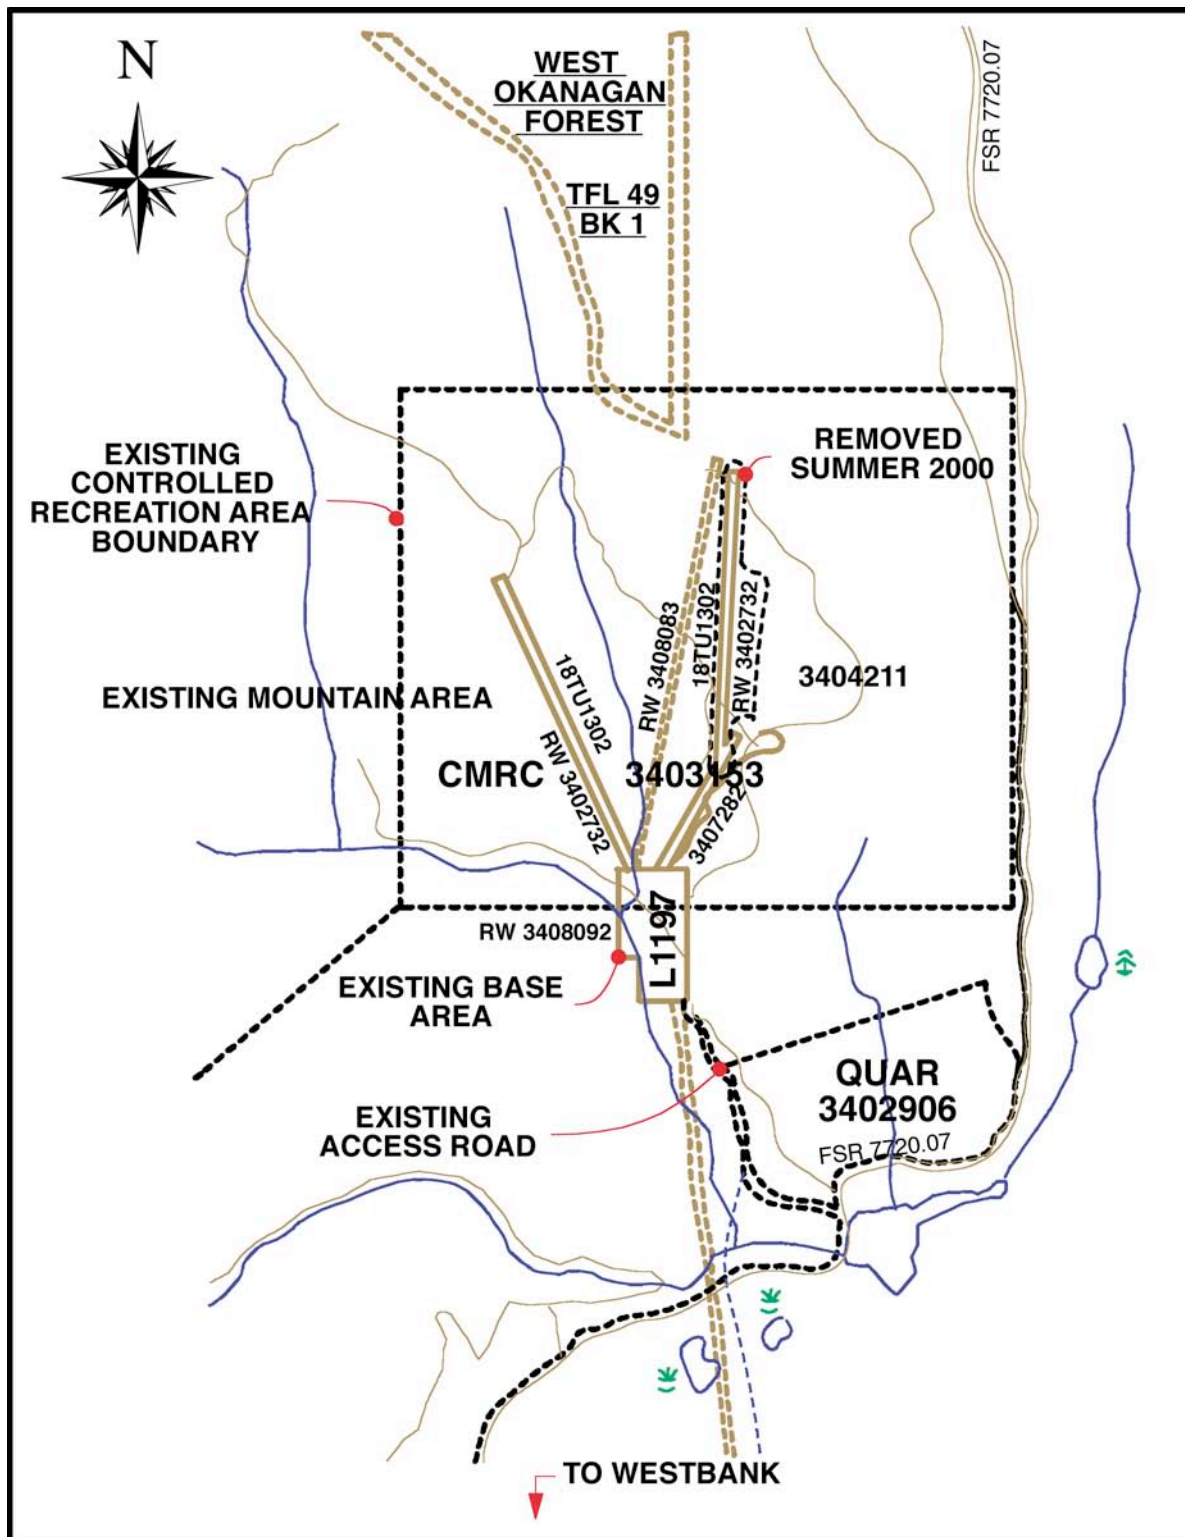 N
WEST
OKANAGAN
FOREST
TFL 49
BK 1
FSR 7720.07
EXISTING
CONTROLLED
RECREATION AREA
BOUNDARY
REMOVED
SUMMER 2000
18TU1302
RW 3402732
RW 3408083
18TU1302
RW 3402732
3404211
EXISTING MOUNTAIN AREA
CMRC 3403153
3407282
L1197
RW 3408092
EXISTING BASE
AREA
QUAR
3402906
FSR 7720.07
EXISTING
ACCESS ROAD
TO WESTBANK